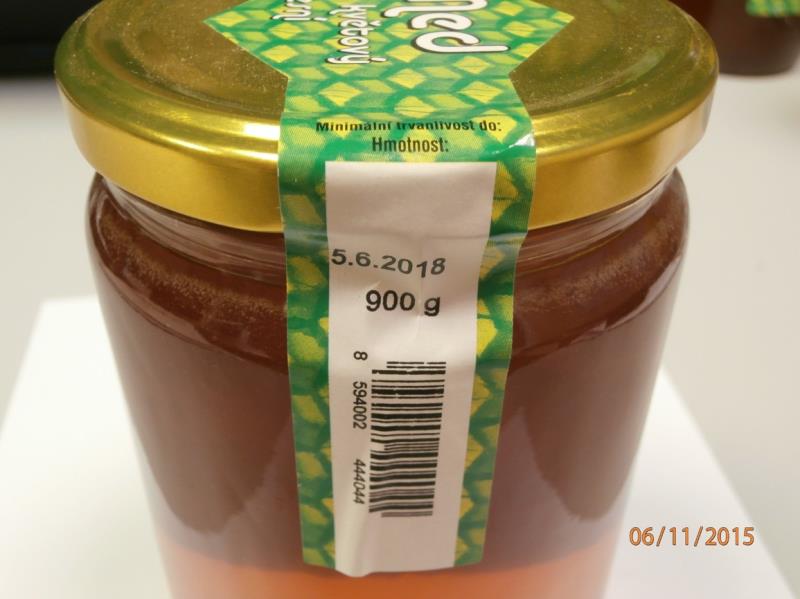 Med
květový
Minimální trvanlivost do:
Hmotnost:
5.6.2018
900 g
8 594002 444044
06/11/2015